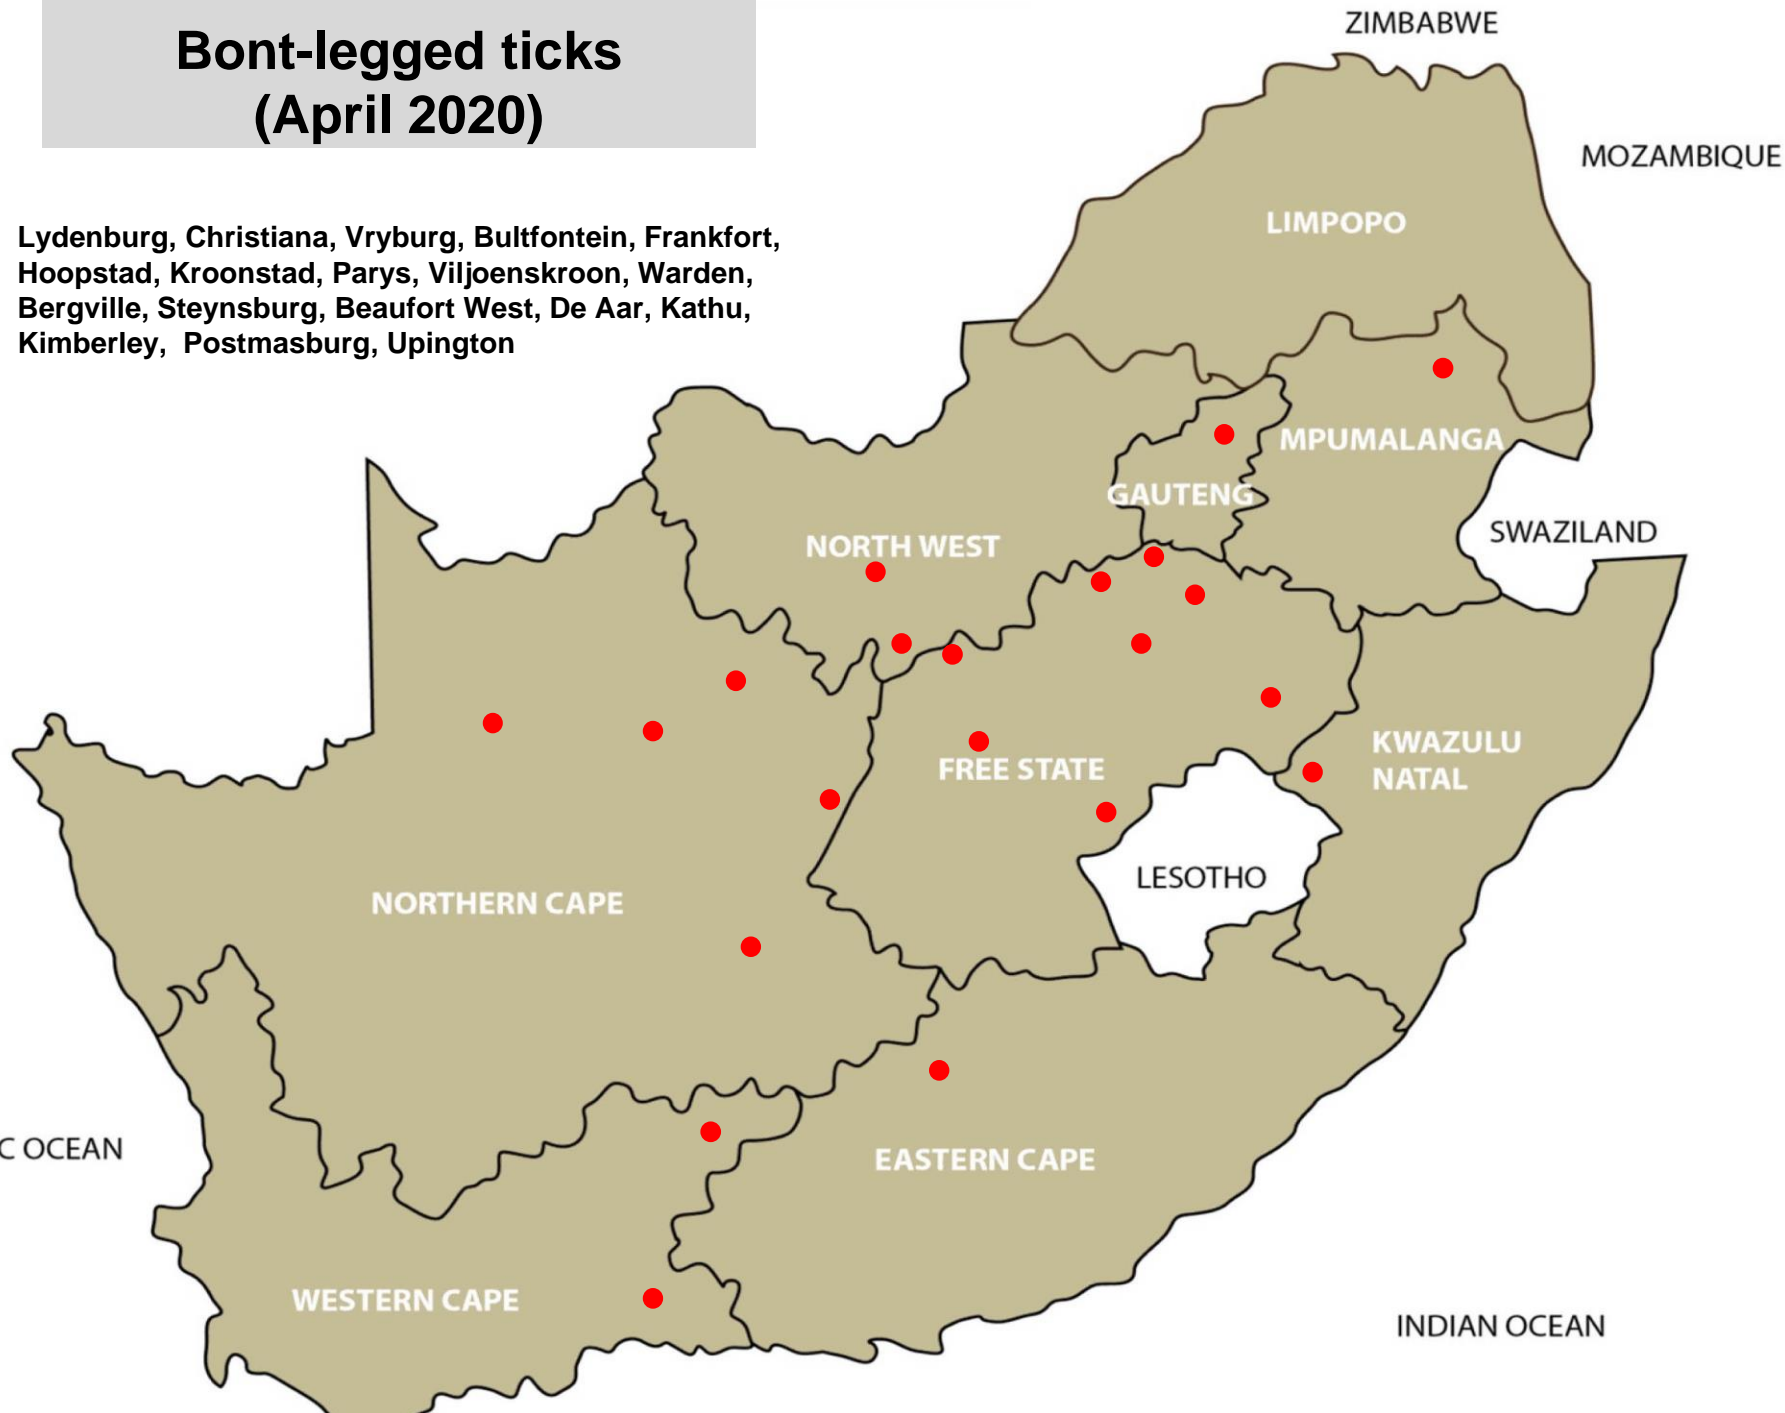 Bont-legged ticks
(April 2020)
Lydenburg, Christiana, Vryburg, Bultfontein, Frankfort,
Hoopstad, Kroonstad, Parys, Viljoenskroon, Warden,
Bergville, Steynsburg, Beaufort West, De Aar, Kathu,
Kimberley, Postmasburg, Upington
ZIMBABWE
MOZAMBIQUE
LIMPOPO
MPUMALANGA
GAUTENG
SWAZILAND
NORTH WEST
KWAZULU
NATAL
FREE STATE
LESOTHO
NORTHERN CAPE
C OCEAN
EASTERN CAPE
WESTERN CAPE
INDIAN OCEAN